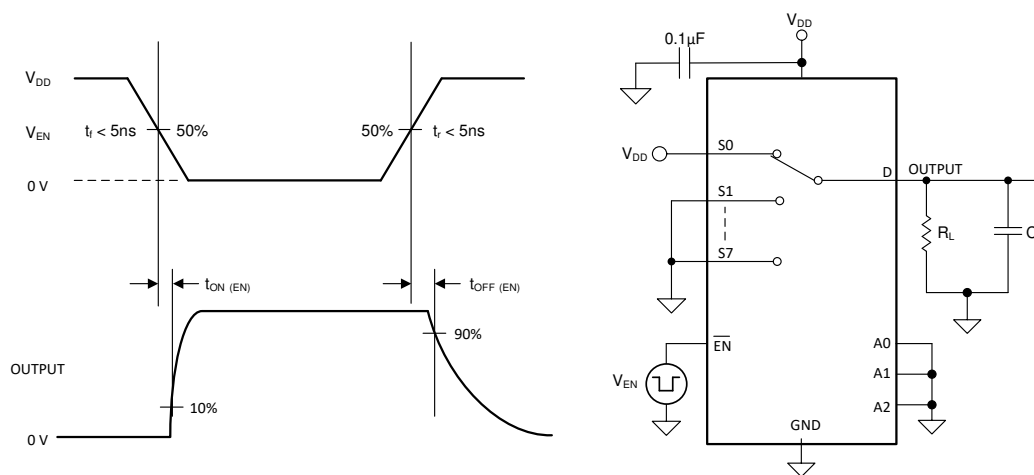 V_DD
V_EN
0 V
t_f < 5ns
50%
50%
t_r < 5ns
t_ON (EN)
t_OFF (EN)
90%
10%
OUTPUT
0 V
V_DD
0.1µF
V_DD
S0
S1
S7
D
OUTPUT
R_L
C
EN
V_EN
A0
A1
A2
GND